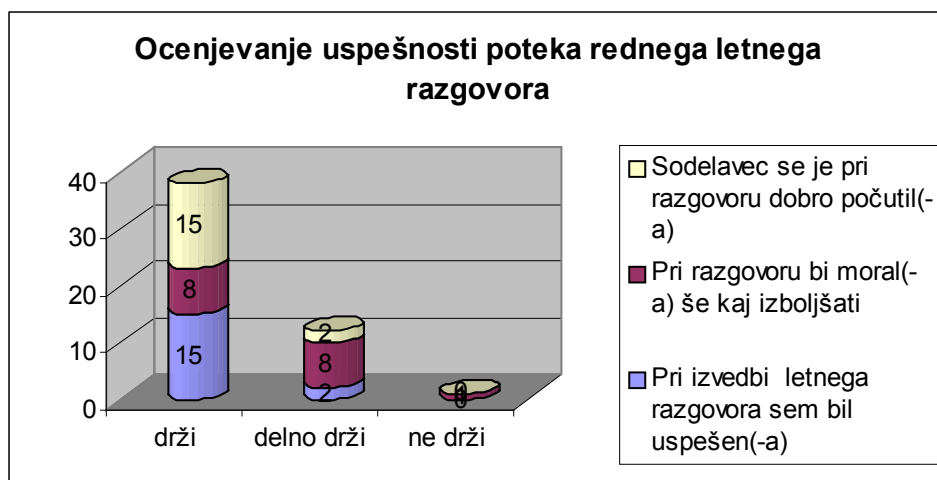 Ocenjevanje uspešnosti poteka rednega letnega
razgovora
40
30
20
10
0
15
8
15
2
8
2
drži
delno drži
ne drži
Sodelavec se je pri
razgovoru dobro počutil(-
a)
Pri razgovoru bi moral(-
a) še kaj izboljšati
Pri izvedbi letnega
razgovora sem bil
uspešen(-a)